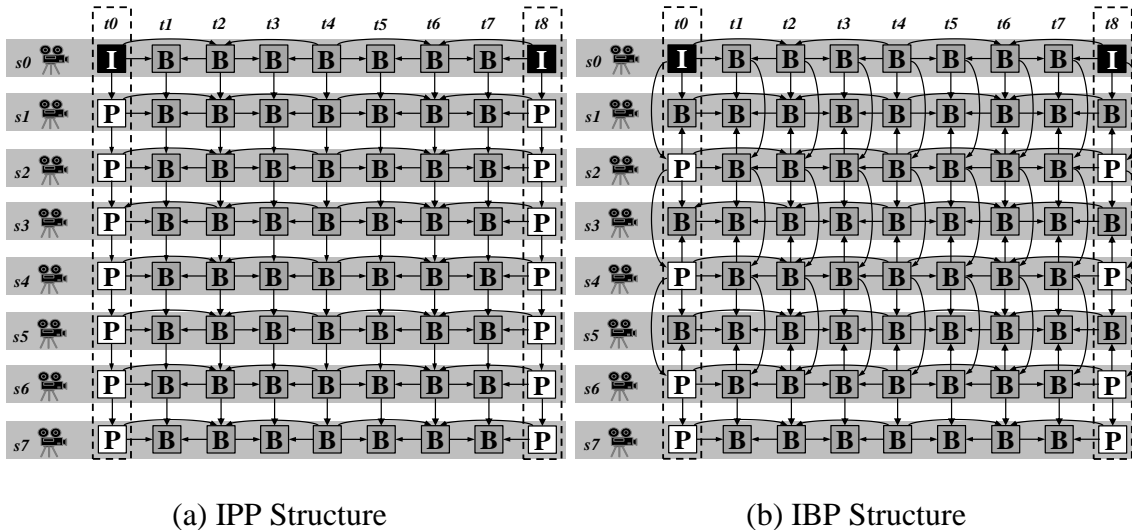 t0 t1 t2 t3 t4 t5 t6 t7 t8 t0 t1 t2 t3 t4 t5 t6 t7 t8
s0 I B B B B B B B I s0 I B B B B B B B I
s1 P B B B B B B B P s1 B B B B B B B B B
s2 P B B B B B B B P s2 P B B B B B B B P
s3 P B B B B B B B P s3 B B B B B B B B B
s4 P B B B B B B B P s4 P B B B B B B B P
s5 P B B B B B B B P s5 B B B B B B B B B
s6 P B B B B B B B P s6 P B B B B B B B P
s7 P B B B B B B B P s7 P B B B B B B B P
(a) IPP Structure (b) IBP Structure